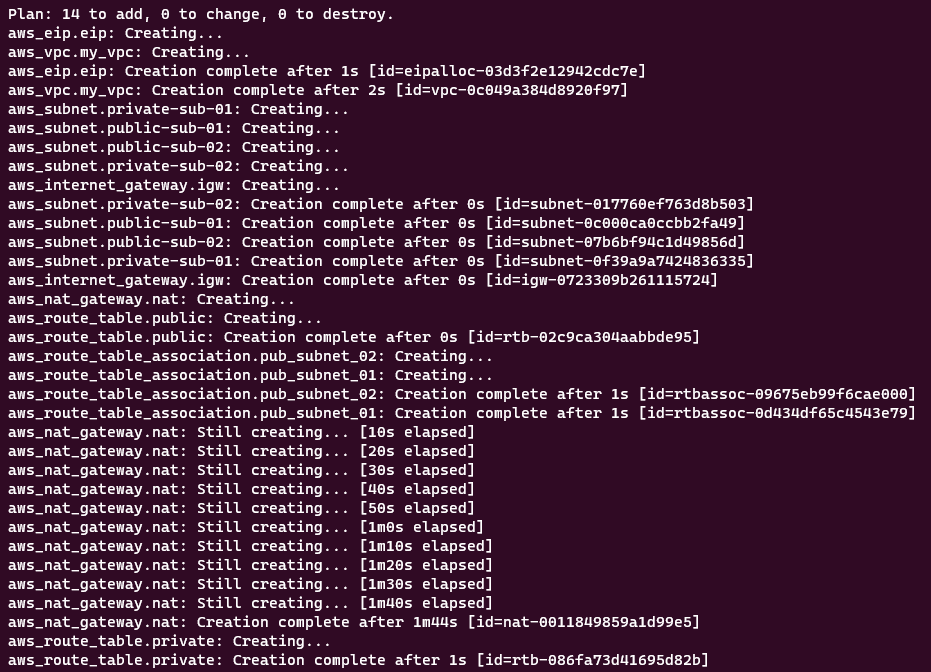 Plan: 14 to add, 0 to change, 0 to destroy.
aws_eip.eip: Creating...
aws_vpc.my_vpc: Creating...
aws_eip.eip: Creation complete after 1s [id=eipalloc-03d3f2e12942cdc7e]
aws_vpc.my_vpc: Creation complete after 2s [id=vpc-0c049a384d8920f97]
aws_subnet.private-sub-01: Creating...
aws_subnet.public-sub-01: Creating...
aws_subnet.public-sub-02: Creating...
aws_subnet.private-sub-02: Creating...
aws_internet_gateway.igw: Creating...
aws_subnet.private-sub-02: Creation complete after 0s [id=subnet-017760ef763d8b503]
aws_subnet.public-sub-01: Creation complete after 0s [id=subnet-0c000ca0ccbb2fa49]
aws_subnet.public-sub-02: Creation complete after 0s [id=subnet-07b6bf94c1d49856d]
aws_subnet.private-sub-01: Creation complete after 0s [id=subnet-0f39a9a7424836335]
aws_internet_gateway.igw: Creation complete after 0s [id=igw-0723309b261115724]
aws_nat_gateway.nat: Creating...
aws_route_table.public: Creating...
aws_route_table.public: Creation complete after 0s [id=rtb-02c9ca304aabbde95]
aws_route_table_association.pub_subnet_02: Creating...
aws_route_table_association.pub_subnet_01: Creating...
aws_route_table_association.pub_subnet_02: Creation complete after 1s [id=rtbassoc-09675eb99f6cae000]
aws_route_table_association.pub_subnet_01: Creation complete after 1s [id=rtbassoc-0d434df65c4543e79]
aws_nat_gateway.nat: Still creating... [10s elapsed]
aws_nat_gateway.nat: Still creating... [20s elapsed]
aws_nat_gateway.nat: Still creating... [30s elapsed]
aws_nat_gateway.nat: Still creating... [40s elapsed]
aws_nat_gateway.nat: Still creating... [50s elapsed]
aws_nat_gateway.nat: Still creating... [1m0s elapsed]
aws_nat_gateway.nat: Still creating... [1m10s elapsed]
aws_nat_gateway.nat: Still creating... [1m20s elapsed]
aws_nat_gateway.nat: Still creating... [1m30s elapsed]
aws_nat_gateway.nat: Still creating... [1m40s elapsed]
aws_nat_gateway.nat: Creation complete after 1m44s [id=nat-0011849859a1d99e5]
aws_route_table.private: Creating...
aws_route_table.private: Creation complete after 1s [id=rtb-086fa73d41695d82b]